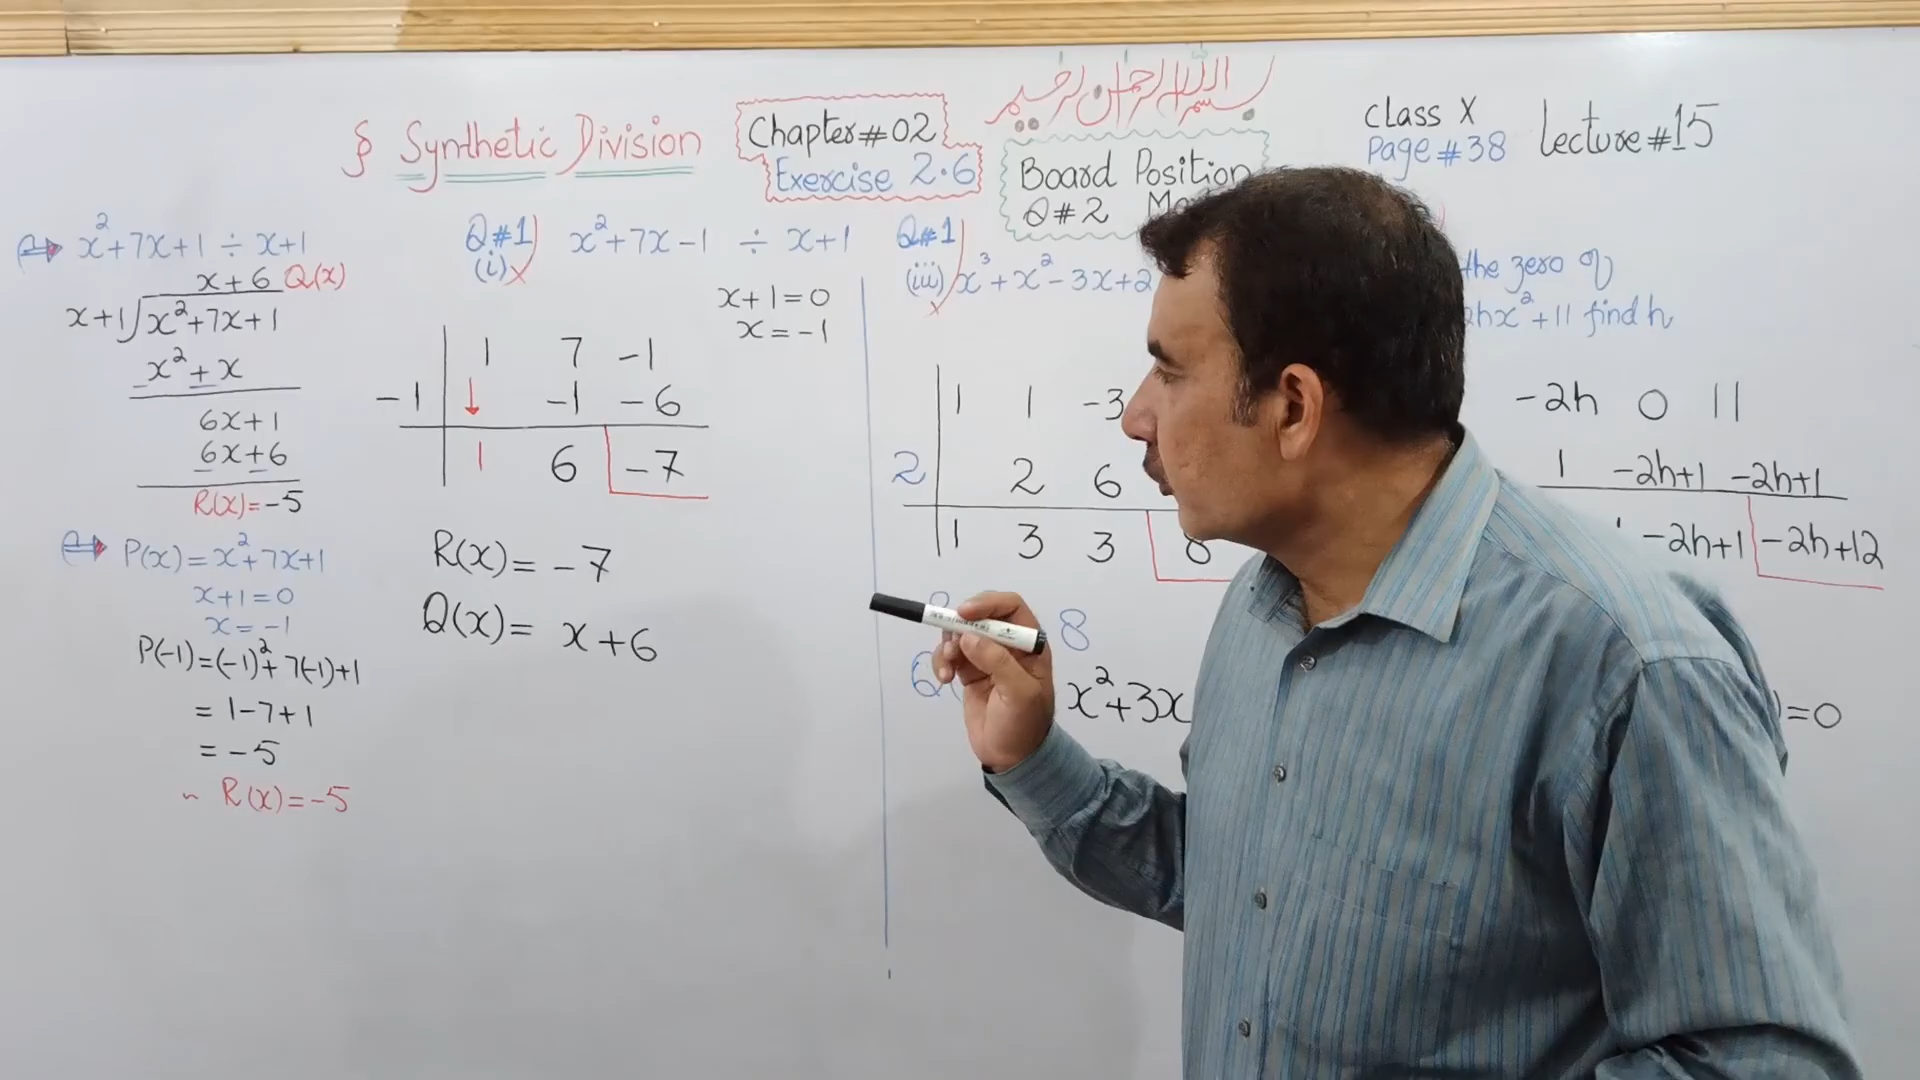 بسم الله الرحمن الرحيم
§ Synthetic Division
Chapter#02
Exercise 2.6
Board Position
Q#2
Class X
Page#38
Lecture#15
x²+7x+1 ÷ x+1
x+6 Q(x)
x+1 x²+7x+1
x²+x
6x+1
6x+6
R(x)=-5
P(x)=x²+7x+1
x+1=0
x=-1
P(-1)=(-1)²+7(-1)+1
= 1-7+1
= -5
R(x)=-5
Q#1
(i)
x²+7x-1 ÷ x+1
x+1=0
x=-1
1 7 -1
-1 -1 -6
1 6 -7
R(x)= -7
Q(x)= x+6
Q#1
(iii) x³+x²-3x+2
1 1 -3
2 2 6
1 3 3 8
8
x²+3x
the zero of
2hx²+11 find h
-2h 0 11
1 -2h+1 -2h+1
-2h+1 -2h+12
)=0